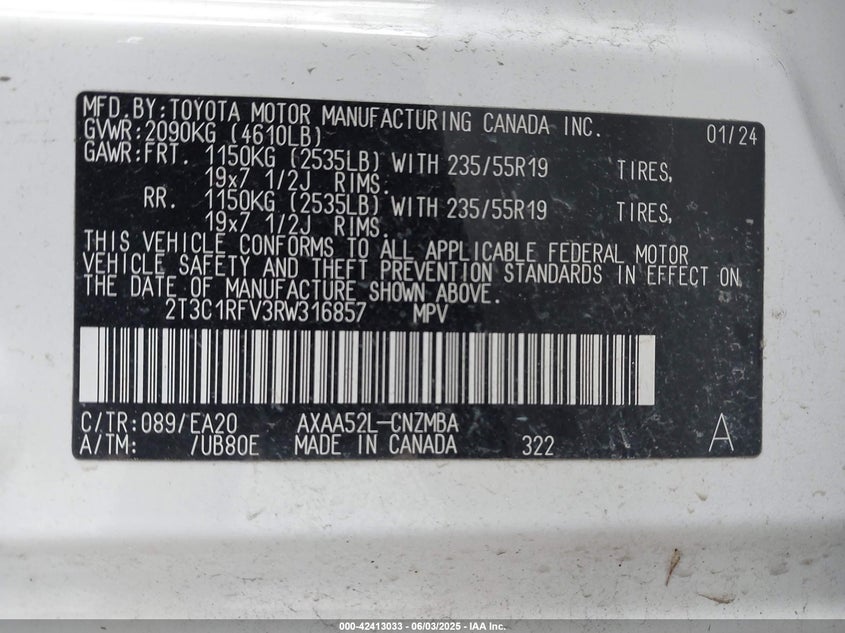 MFD.BY:TOYOTA MOTOR MANUFACTURING CANADA INC. 01/24
GVWR:2090KG (4610LB)
GAWR:FRT. 1150KG (2535LB) WITH 235/55R19 TIRES,
19x7 1/2J RIMS.
RR. 1150KG (2535LB) WITH 235/55R19 TIRES,
19x7 1/2J RIMS.
THIS VEHICLE CONFORMS TO ALL APPLICABLE FEDERAL MOTOR
VEHICLE SAFETY AND THEFT PREVENTION STANDARDS IN EFFECT ON
THE DATE OF MANUFACTURE SHOWN ABOVE.
2T3C1RFV3RW316857 MPV
C/TR:089/EA20 AXAA52L-CNZMBA
A/TM: /UB80E MADE IN CANADA 322 A
000-42413033 / 06/03/2025 - IAA Inc.